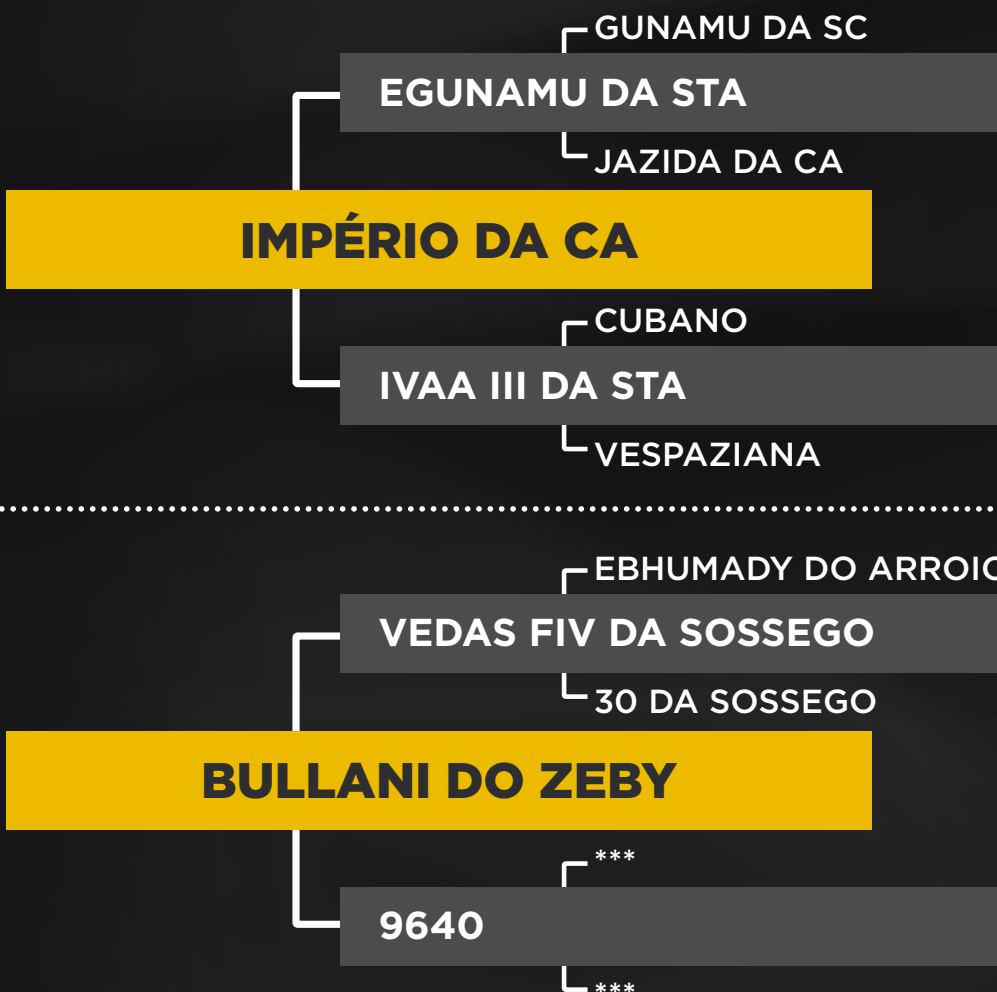 GUNAMU DA SC
EGUNAMU DA STA
JAZIDA DA CA
IMPÉRIO DA CA
CUBANO
IVAA III DA STA
VESPAZIANA
EBHUMADY DO
VEDAS FIV DA SOSSEGO
30 DA SOSSEGO
BULLANI DO ZEBY
***
9640
***